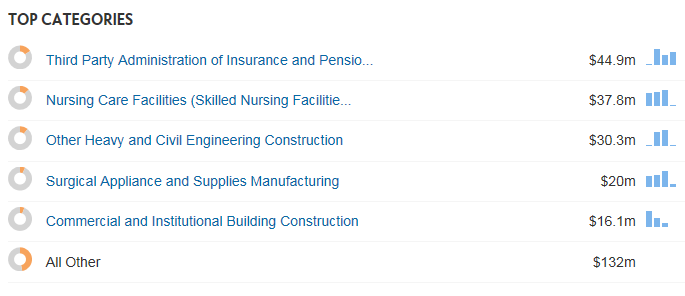 TOP CATEGORIES
Third Party Administration of Insurance and Pensio... $44.9m
Nursing Care Facilities (Skilled Nursing Facilitie... $37.8m
Other Heavy and Civil Engineering Construction $30.3m
Surgical Appliance and Supplies Manufacturing $20m
Commercial and Institutional Building Construction $16.1m
All Other $132m